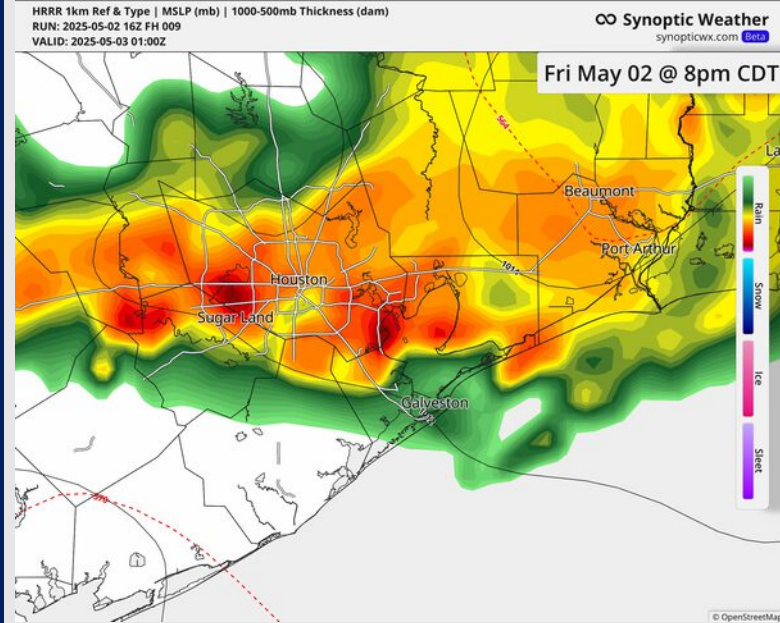 HRRR 1km Ref & Type | MSLP (mb) | 1000-500mb Thickness (dam)
RUN: 2025-05-02 16Z FH 009
VALID: 2025-05-03 01:00Z
Synoptic Weather
synopticwx.com Beta
Fri May 02 @ 8pm CDT
564
La
Beaumont
Rain
Port Arthur
1014
Houston
Snow
Sugar Land
Ice
Galveston
Sleet
570
© OpenStreetMap